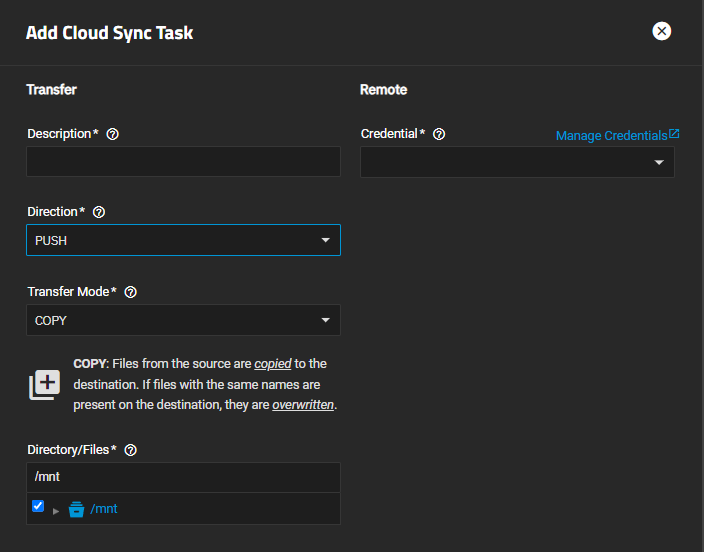 Add Cloud Sync Task
Transfer
Remote
Description*
Credential*
Manage Credentials
Direction*
PUSH
Transfer Mode*
COPY
COPY: Files from the source are copied to the
destination. If files with the same names are
present on the destination, they are overwritten.
Directory/Files*
/mnt
/mnt